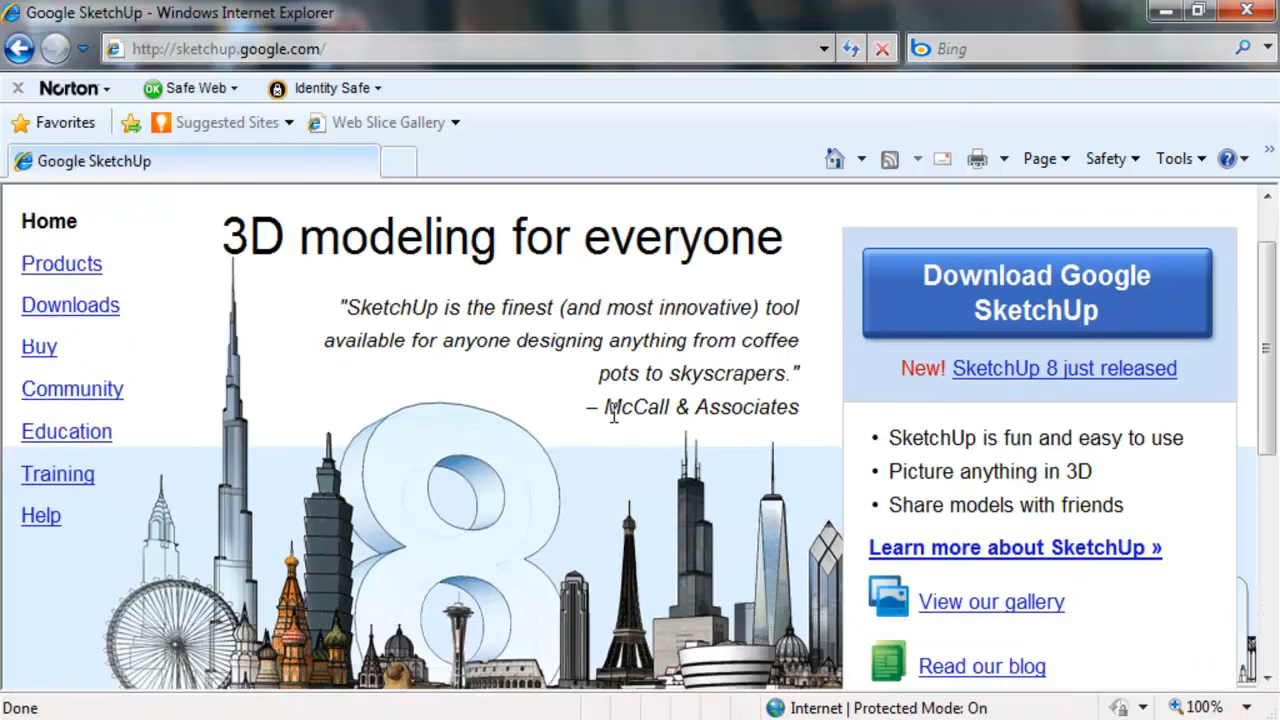 Google SketchUp - Windows Internet Explorer
http://sketchup.google.com/
Bing
Norton
Safe Web
Identity Safe
Favorites
Suggested Sites
Web Slice Gallery
Google SketchUp
Page
Safety
Tools
Home
Products
Downloads
Buy
Community
Education
Training
Help
3D modeling for everyone
"SketchUp is the finest (and most innovative) tool
available for anyone designing anything from coffee
pots to skyscrapers."
– McCall & Associates
8
Download Google
SketchUp
New! SketchUp 8 just released
• SketchUp is fun and easy to use
• Picture anything in 3D
• Share models with friends
Learn more about SketchUp »
View our gallery
Read our blog
Done
Internet | Protected Mode: On
100%